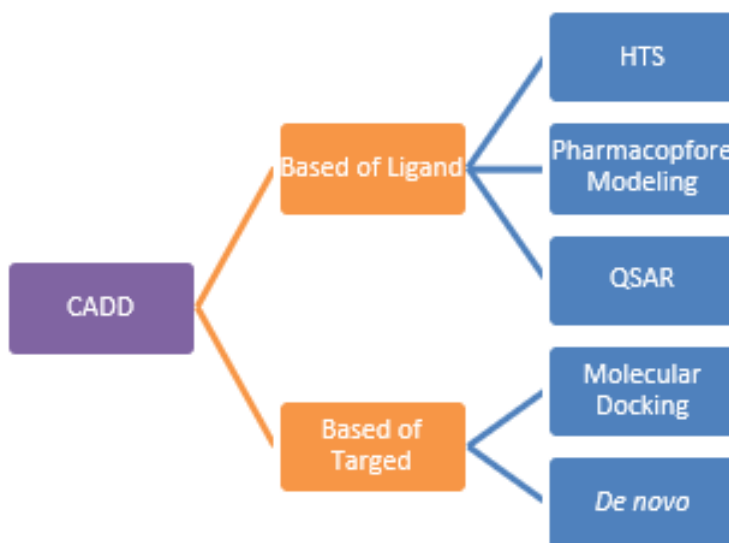 CADD
Based of Ligand
HTS
Pharmacopfore
Modeling
QSAR
Based of
Targed
Molecular
Docking
De novo